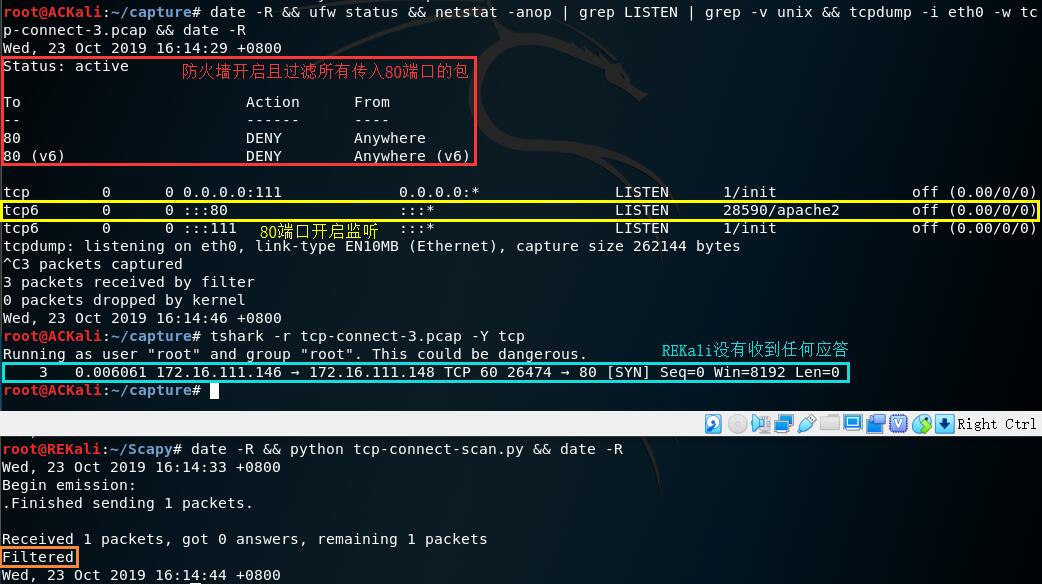 root@ACKali:~/capture# date -R && ufw status && netstat -anop | grep LISTEN | grep -v unix && tcpdump -i eth0 -w tc
p-connect-3.pcap && date -R
Wed, 23 Oct 2019 16:14:29 +0800
Status: active
防火墙开启且过滤所有传入80端口的包
To Action From
-- ------ ----
80 DENY Anywhere
80 (v6) DENY Anywhere (v6)
tcp 0 0 0.0.0.0:111 0.0.0.0:* LISTEN 1/init off (0.00/0/0)
tcp6 0 0 :::80 :::* LISTEN 28590/apache2 off (0.00/0/0)
tcp6 0 0 :::111 :::* LISTEN 1/init off (0.00/0/0)
80端口开启监听
tcpdump: listening on eth0, link-type EN10MB (Ethernet), capture size 262144 bytes
^C3 packets captured
3 packets received by filter
0 packets dropped by kernel
Wed, 23 Oct 2019 16:14:46 +0800
root@ACKali:~/capture# tshark -r tcp-connect-3.pcap -Y tcp
Running as user "root" and group "root". This could be dangerous.
REKali没有收到任何应答
3 0.006061 172.16.111.146 → 172.16.111.148 TCP 60 26474 → 80 [SYN] Seq=0 Win=8192 Len=0
root@ACKali:~/capture#
Right Ctrl
root@REKali:~/Scapy# date -R && python tcp-connect-scan.py && date -R
Wed, 23 Oct 2019 16:14:33 +0800
Begin emission:
.Finished sending 1 packets.
Received 1 packets, got 0 answers, remaining 1 packets
Filtered
Wed, 23 Oct 2019 16:14:44 +0800